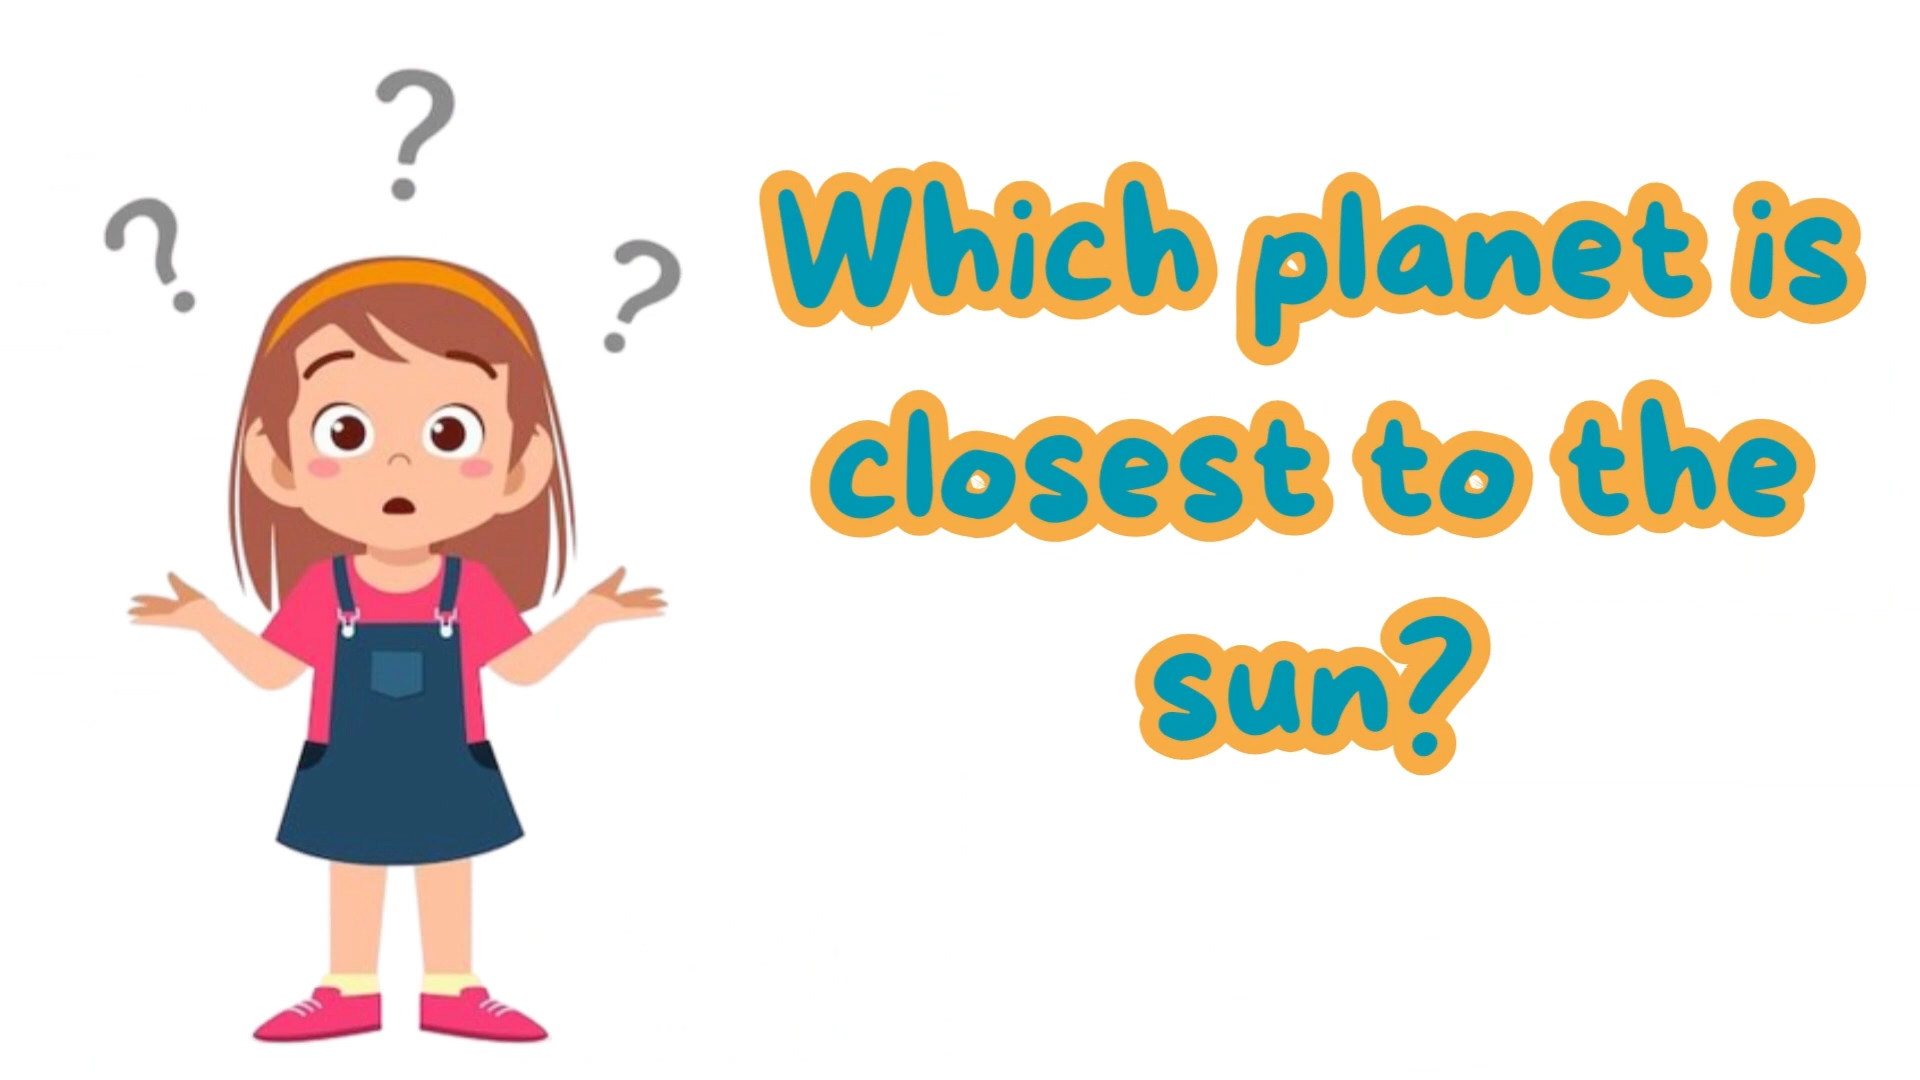 ?
?
?
Which planet is
closest to the
sun?